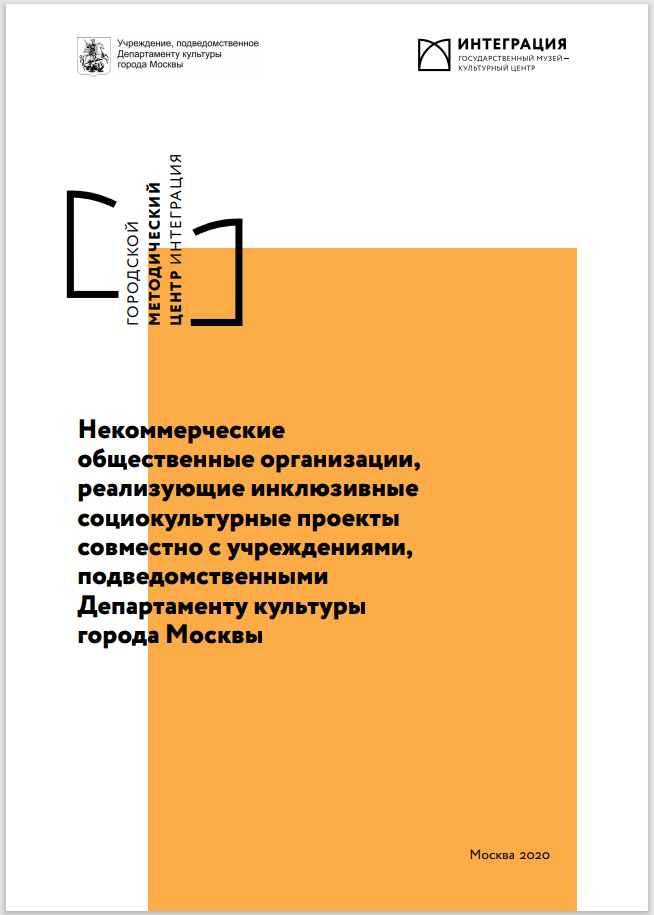 Учреждение, подведомственное
Департаменту культуры
города Москвы
ИНТЕГРАЦИЯ
ГОСУДАРСТВЕННЫЙ МУЗЕЙ–
КУЛЬТУРНЫЙ ЦЕНТР
ГОРОДСКОЙ
МЕТОДИЧЕСКИЙ
ЦЕНТР ИНТЕГРАЦИЯ
Некоммерческие
общественные организации,
реализующие инклюзивные
социокультурные проекты
совместно с учреждениями,
подведомственными
Департаменту культуры
города Москвы
Москва 2020